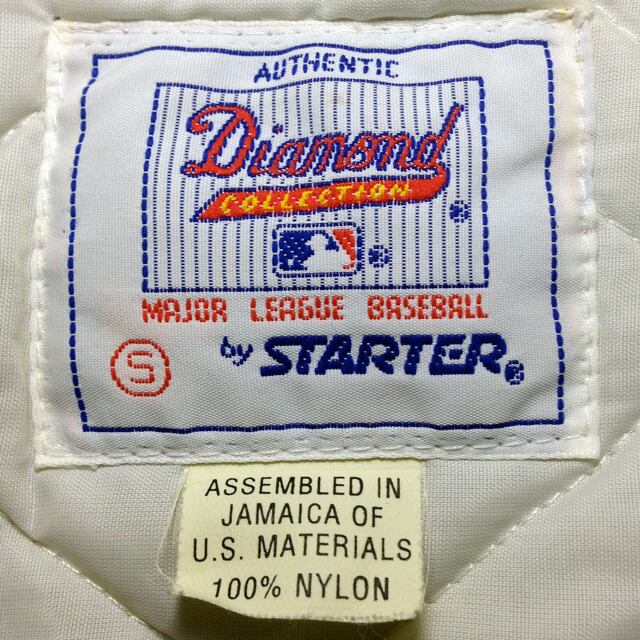 AUTHENTIC
Diamond
COLLECTION ®
®
MAJOR LEAGUE BASEBALL
S by STARTER®
ASSEMBLED IN
JAMAICA OF
U.S. MATERIALS
100% NYLON